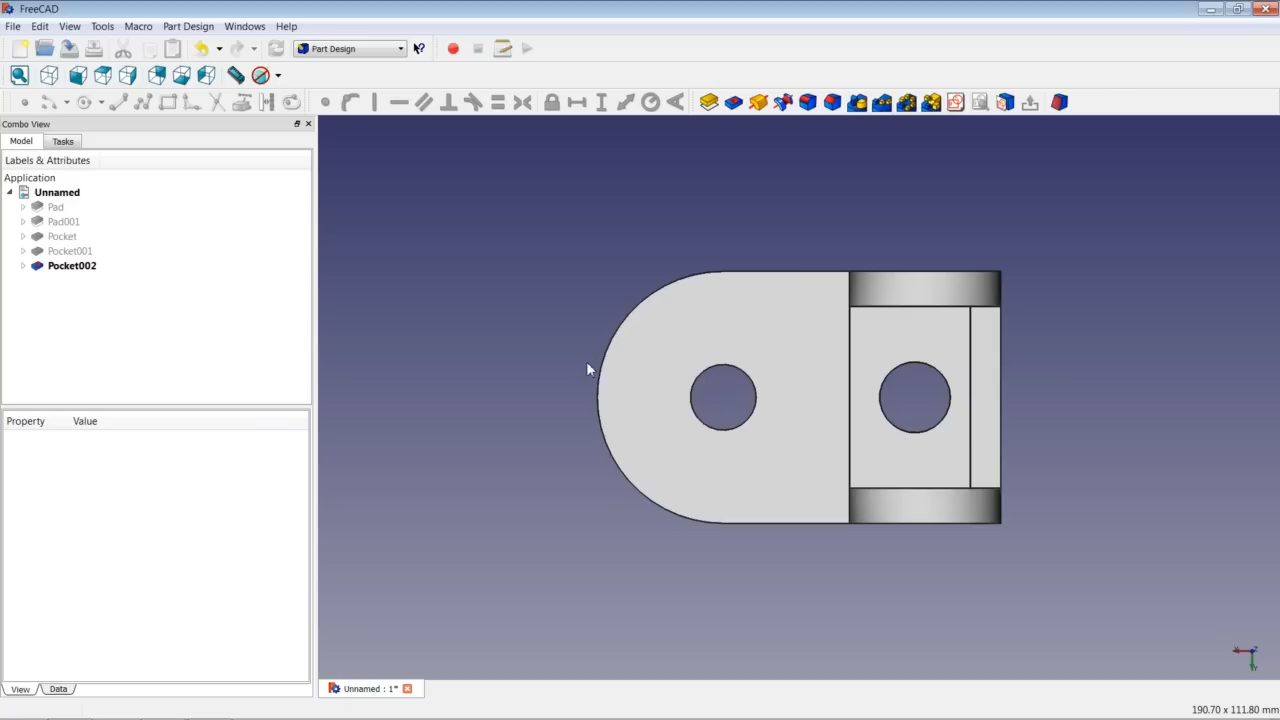 FreeCAD
File Edit View Tools Macro Part Design Windows Help
Part Design
Combo View
Model Tasks
Labels & Attributes
Application
Unnamed
Pad
Pad001
Pocket
Pocket001
Pocket002
Property Value
View Data
Unnamed : 1*
190.70 x 111.80 mm